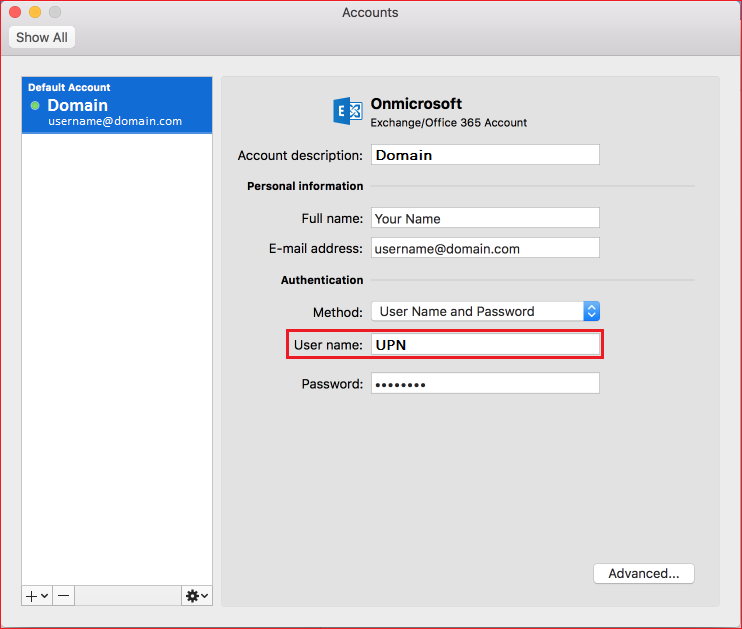 Accounts
Show All
Default Account
Domain
username@domain.com
Onmicrosoft
Exchange/Office 365 Account
Account description: Domain
Personal information
Full name: Your Name
E-mail address: username@domain.com
Authentication
Method: User Name and Password
User name: UPN
Password: ••••••••
Advanced...